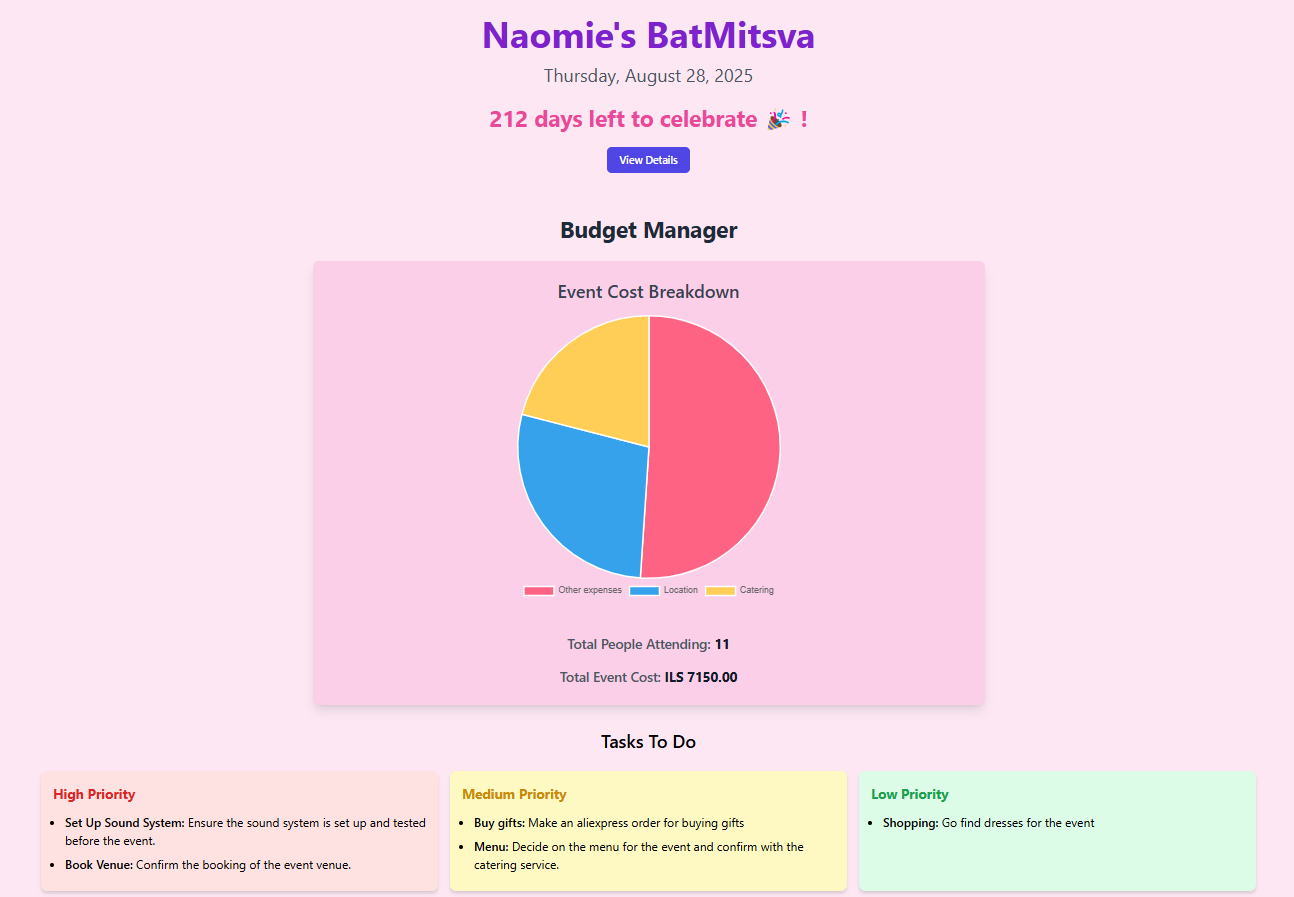 Naomie's BatMitsva
Thursday, August 28, 2025
212 days left to celebrate 🎉 !
View Details
Budget Manager
Event Cost Breakdown
Other expenses
Location
Catering
Total People Attending: 11
Total Event Cost: ILS 7150.00
Tasks To Do
High Priority
• Set Up Sound System: Ensure the sound system is set up and tested
before the event.
• Book Venue: Confirm the booking of the event venue.
Medium Priority
• Buy gifts: Make an aliexpress order for buying gifts
• Menu: Decide on the menu for the event and confirm with the
catering service.
Low Priority
• Shopping: Go find dresses for the event